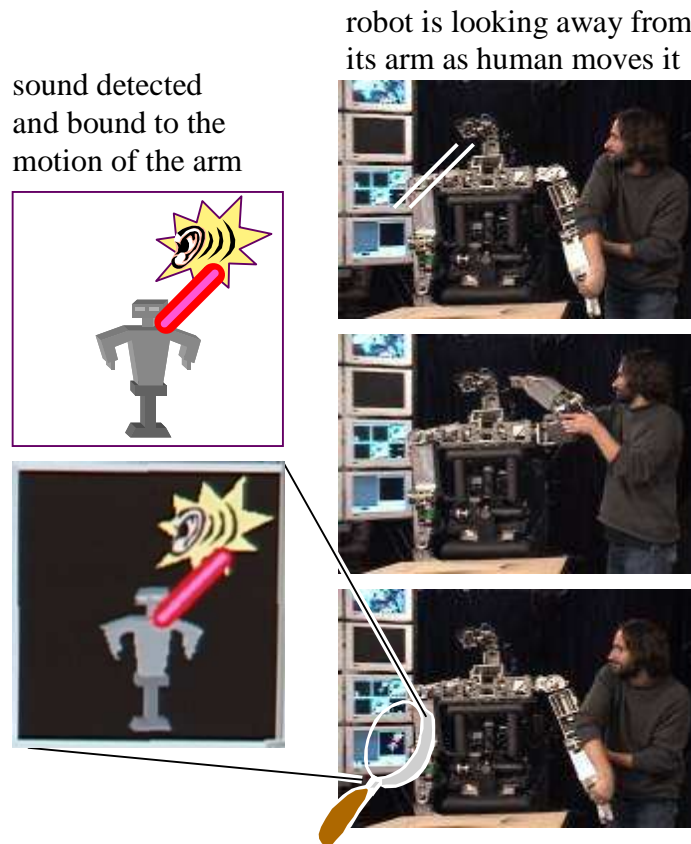 robot is looking away from
its arm as human moves it
sound detected
and bound to the
motion of the arm